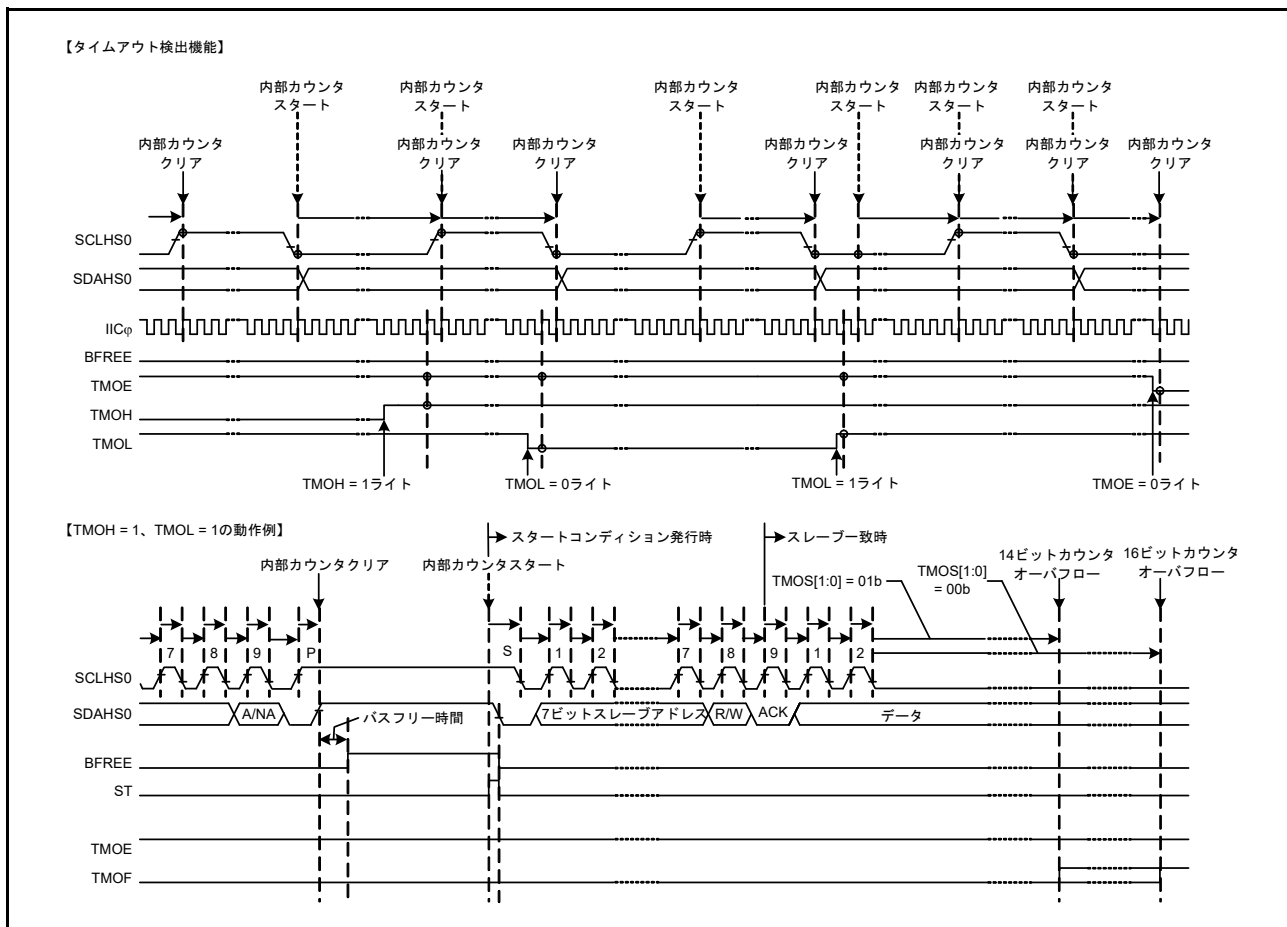 【タイムアウト検出機能】
内部カウンタ
スタート
内部カウンタ
スタート
内部カウンタ
スタート
内部カウンタ
スタート
内部カウンタ
スタート
内部カウンタ
スタート
内部カウンタ
クリア
内部カウンタ
クリア
内部カウンタ
クリア
内部カウンタ
クリア
内部カウンタ
クリア
内部カウンタ
クリア
内部カウンタ
クリア
SCLHS0
SDAHS0
IICφ
BFREE
TMOE
TMOH
TMOL
TMOH = 1ライト
TMOL = 0ライト
TMOL = 1ライト
TMOE = 0ライト
【TMOH = 1、TMOL = 1の動作例】
スタートコンディション発行時
スレーブ一致時
内部カウンタクリア
内部カウンタスタート
14ビットカウンタ
オーバフロー
16ビットカウンタ
オーバフロー
TMOS[1:0] = 01b
TMOS[1:0]
= 00b
7 8 9 P S 1 2 7 8 9 1 2
SCLHS0
SDAHS0
A/NA
バスフリー時間
7ビットスレーブアドレス
R/W
ACK
データ
BFREE
ST
TMOE
TMOF